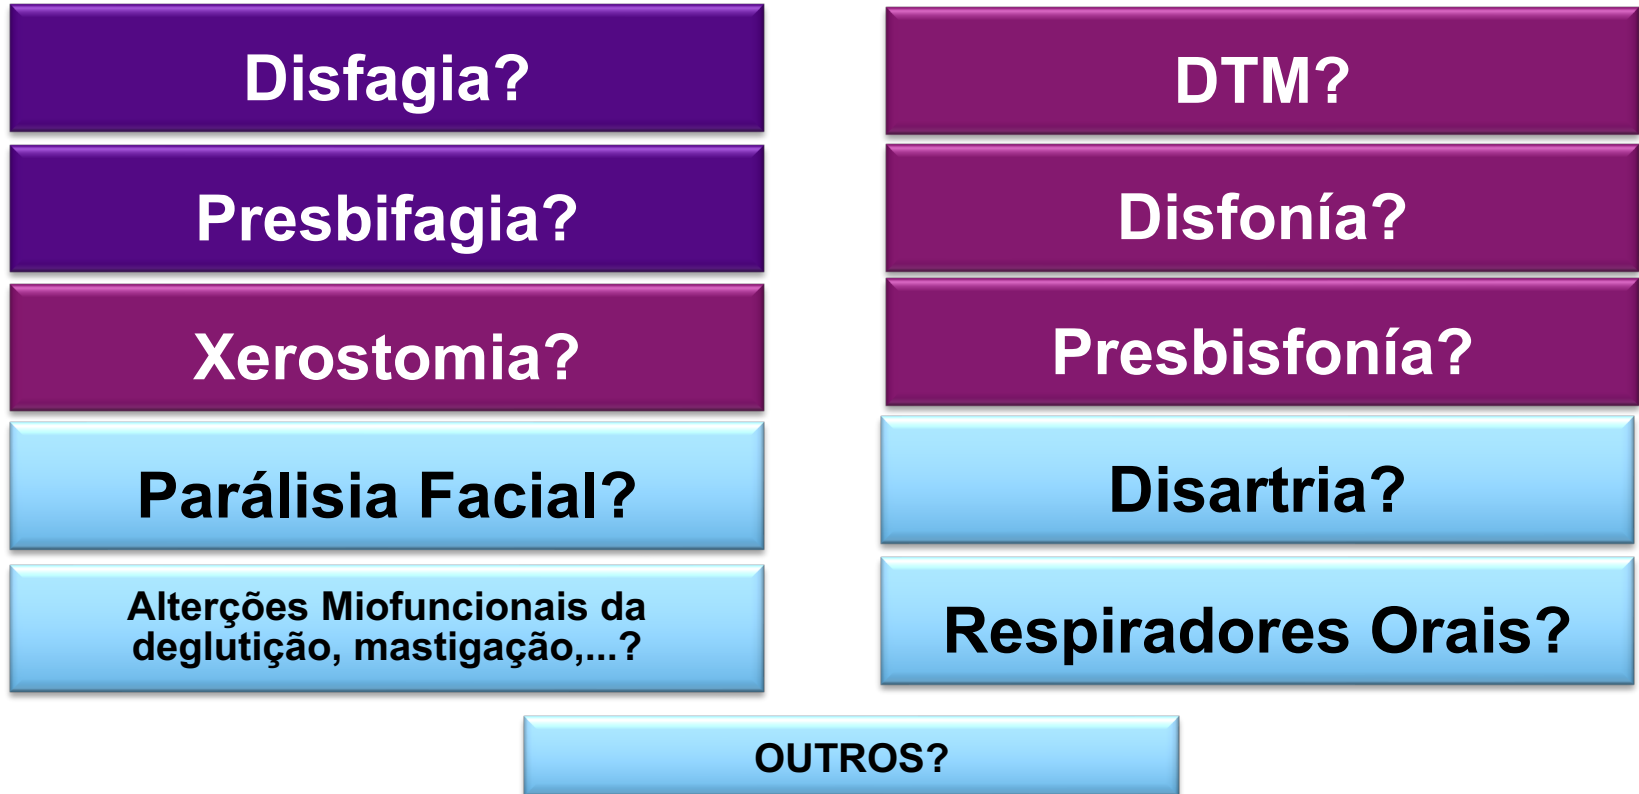 Disfagia?
DTM?
Presbifagia?
Disfonía?
Xerostomia?
Presbisfonía?
Parálisia Facial?
Disartria?
Alterções Miofuncionais da
deglutição, mastigação,...?
Respiradores Orais?
OUTROS?